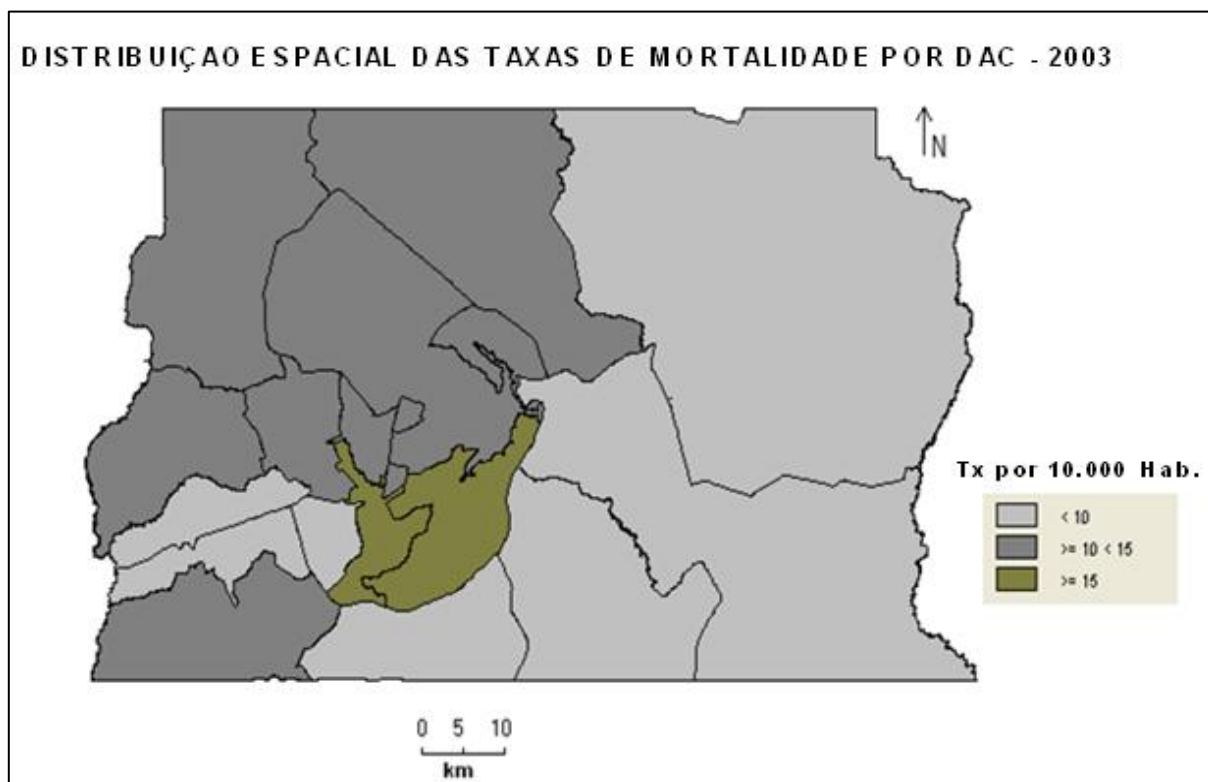 DISTRIBUIÇAO ESPACIAL DAS TAXAS DE MORTALIDADE POR DAC - 2003
N
Tx por 10.000 Hab.
< 10
>= 10 < 15
>= 15
0 5 10
km